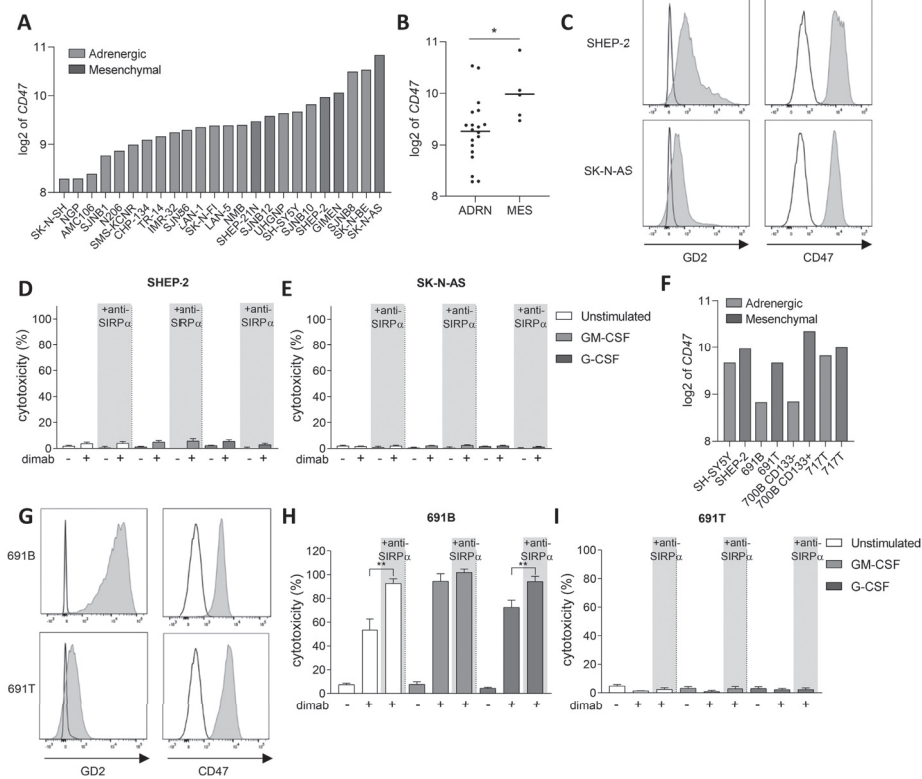 A
log2 of CD47
11
10
9
8
Adrenergic
Mesenchymal
SK-N-SH
NGP
AMC106
SJNB1
N206
SMS-KCNR
CHP-134
TR-14
IMR-32
SJNB6
LAN-1
SK-N-FI
LAN-5
NMB
SHEP-21N
SJNB12
UHGNP
SH-SY5Y
SJNB10
SHEP-2
GIMEN
SJNB8
SK-N-BE
SK-N-AS
B
*
log2 of CD47
11
10
9
8
ADRN
MES
C
SHEP-2
SK-N-AS
GD2
CD47
D
SHEP-2
+anti-
SIRPα
+anti-
SIRPα
+anti-
SIRPα
cytotoxicity (%)
100
80
60
40
20
0
dimab - + - + - + - + - + - +
E
SK-N-AS
+anti-
SIRPα
+anti-
SIRPα
+anti-
SIRPα
cytotoxicity (%)
100
80
60
40
20
0
- + - + - + - + - + - +
Unstimulated
GM-CSF
G-CSF
F
log2 of CD47
11
10
9
8
Adrenergic
Mesenchymal
SH-SY5Y
SHEP-2
691B
691T
700B CD133-
700B CD133+
717T
717T
G
691B
691T
GD2
CD47
H
691B
+anti-
SIRPα
+anti-
SIRPα
+anti-
SIRPα
**
**
cytotoxicity (%)
120
100
80
60
40
20
0
dimab - + + - + + - + +
I
691T
+anti-
SIRPα
+anti-
SIRPα
+anti-
SIRPα
cytotoxicity (%)
100
80
60
40
20
0
- + + - + + - + +
Unstimulated
GM-CSF
G-CSF